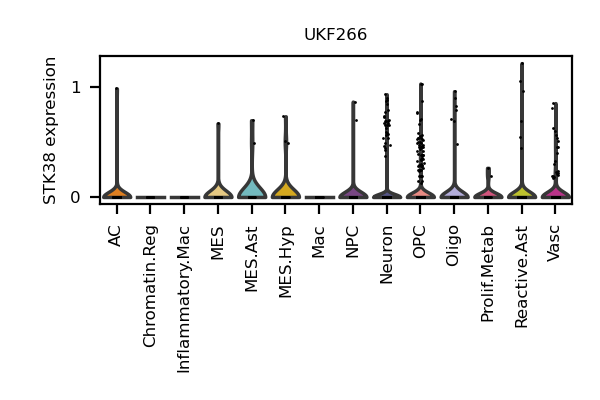 UKF266
STK38 expression
1
0
AC
Chromatin.Reg
Inflammatory.Mac
MES
MES.Ast
MES.Hyp
Mac
NPC
Neuron
OPC
Oligo
Prolif.Metab
Reactive.Ast
Vasc